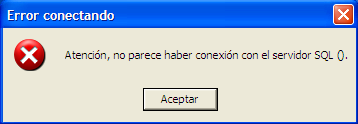 Error conectando
Atención, no parece haber conexión con el servidor SQL ().
Aceptar